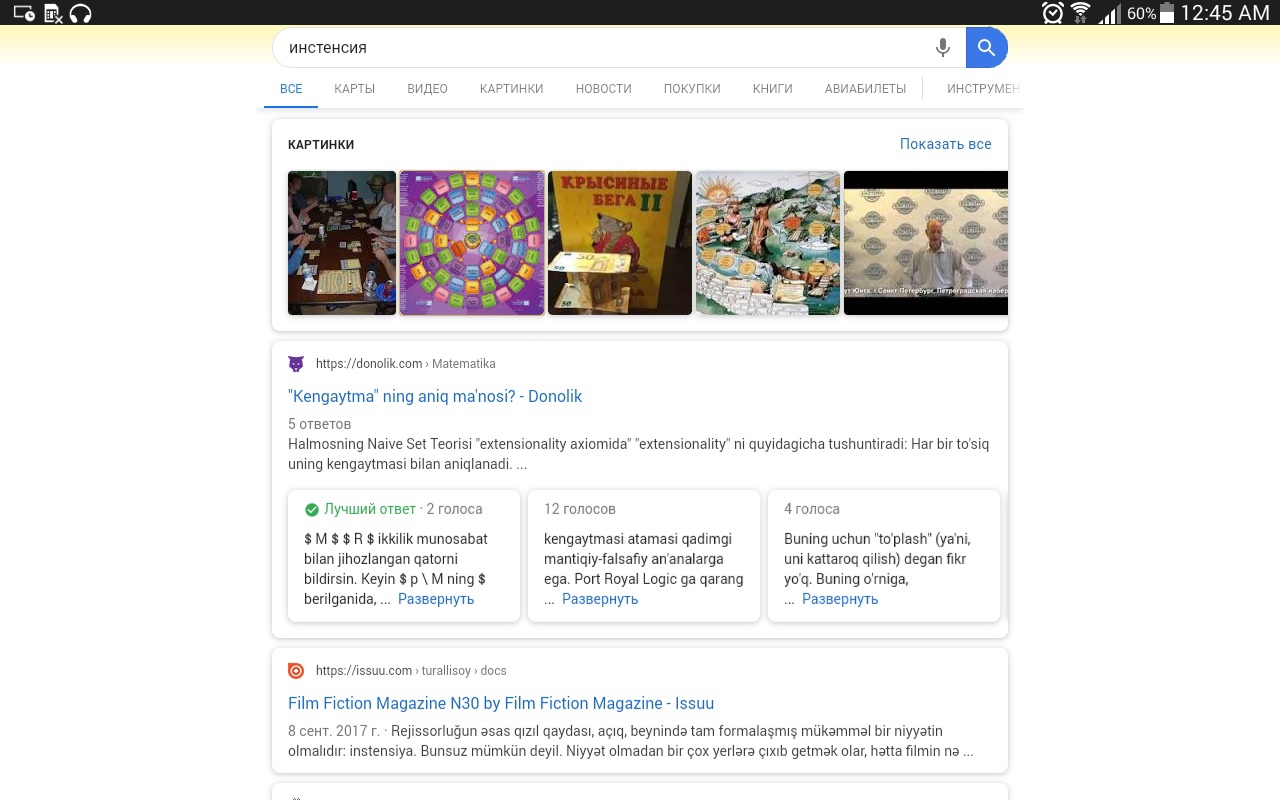 60% 12:45 AM
инстенсия
ВСЕ КАРТЫ ВИДЕО КАРТИНКИ НОВОСТИ ПОКУПКИ КНИГИ АВИАБИЛЕТЫ ИНСТРУМЕН
КАРТИНКИ Показать все
КРЫСИНЫЕ
БЕГА II
50
50
г.Санкт-Петербург, Петроградская набер
https://donolik.com › Matematika
"Kengaytma" ning aniq ma'nosi? - Donolik
5 ответов
Halmosning Naive Set Teorisi "extensionality axiomida" "extensionality" ni quyidagicha tushuntiradi: Har bir to'siq
uning kengaytmasi bilan aniqlanadi. ...
Лучший ответ · 2 голоса
$ M $ $ R $ ikkilik munosabat
bilan jihozlangan qatorni
bildirsin. Keyin $ p \ M ning $
berilganida, ... Развернуть
12 голосов
kengaytmasi atamasi qadimgi
mantiqiy-falsafiy an'analarga
ega. Port Royal Logic ga qarang
... Развернуть
4 голоса
Buning uchun "to'plash" (ya'ni,
uni kattaroq qilish) degan fikr
yo'q. Buning o'rniga,
... Развернуть
https://issuu.com › turallisoy › docs
Film Fiction Magazine N30 by Film Fiction Magazine - Issuu
8 сент. 2017 г. · Rejissorluğun əsas qızıl qaydası, açıq, beynində tam formalaşmış mükəmməl bir niyyətin
olmalıdır: instensiya. Bunsuz mümkün deyil. Niyyət olmadan bir çox yerlərə çıxıb getmək olar, hətta filmin nə ...